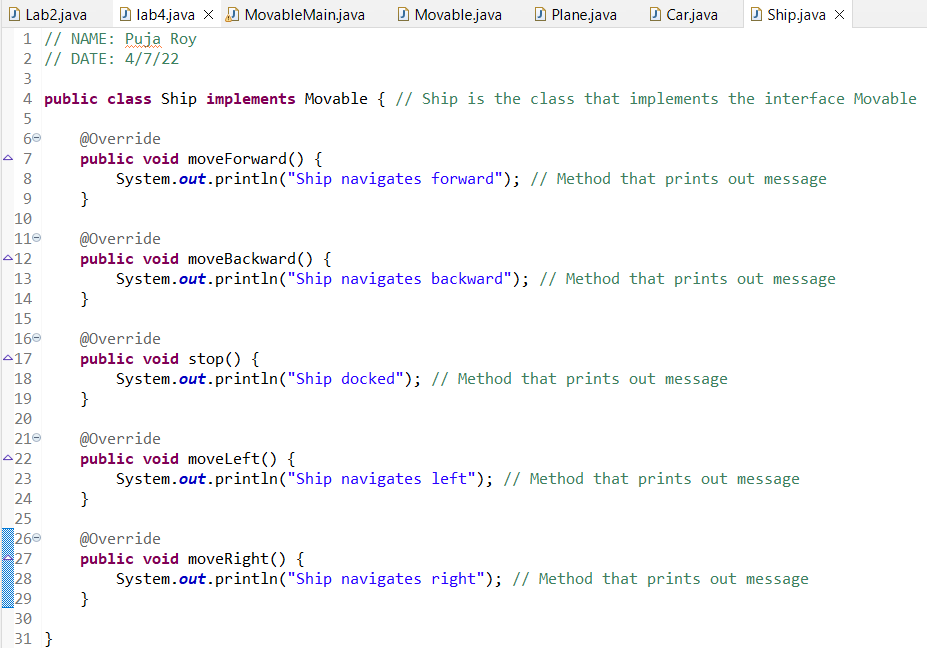 Lab2.java lab4.java MovableMain.java Movable.java Plane.java Car.java Ship.java
1 // NAME: Puja Roy
2 // DATE: 4/7/22
3
4 public class Ship implements Movable { // Ship is the class that implements the interface Movable
5
6 @Override
7 public void moveForward() {
8 System.out.println("Ship navigates forward"); // Method that prints out message
9 }
10
11 @Override
12 public void moveBackward() {
13 System.out.println("Ship navigates backward"); // Method that prints out message
14 }
15
16 @Override
17 public void stop() {
18 System.out.println("Ship docked"); // Method that prints out message
19 }
20
21 @Override
22 public void moveLeft() {
23 System.out.println("Ship navigates left"); // Method that prints out message
24 }
25
26 @Override
27 public void moveRight() {
28 System.out.println("Ship navigates right"); // Method that prints out message
29 }
30
31 }